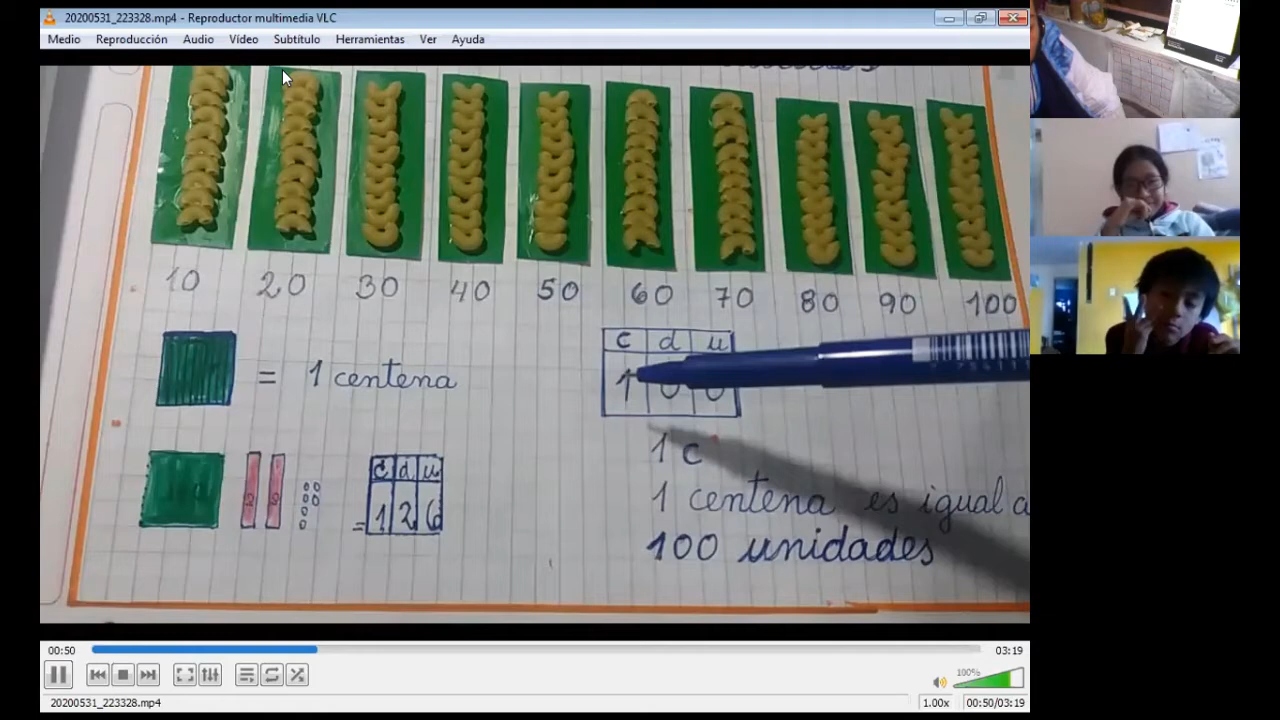 20200531_223328.mp4 - Reproductor multimedia VLC
Medio Reproducción Audio Vídeo Subtítulo Herramientas Ver Ayuda
10 20 30 40 50 60 70 80 90 100
= 1 centena
c d u
1 0 0
1 c
1 centena es igual a
100 unidades
c d u
= 1 2 6
00:50 03:19
100%
20200531_223328.mp4 1.00x 00:50/03:19